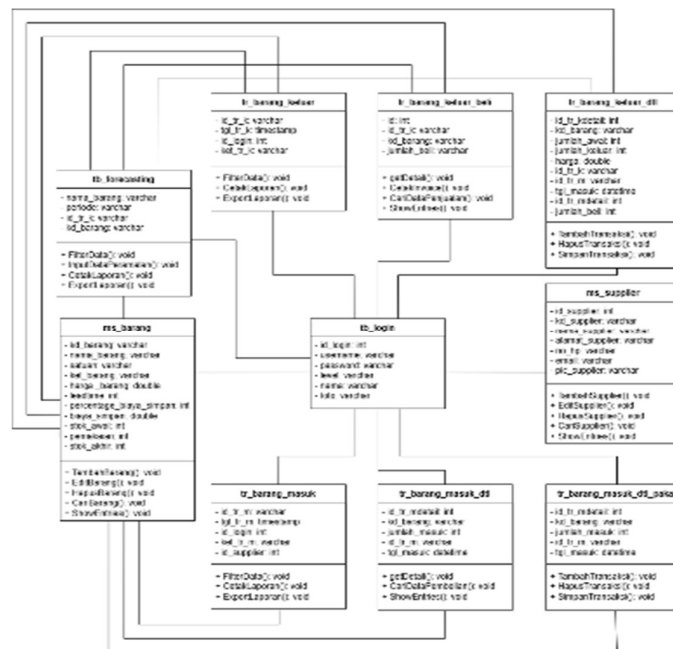 tr_barang_keluar
- id_tr_k: varchar
- tgl_tr_k: timestamp
- id_login: int
- ket_tr_k: varchar
+ FilterData(): void
+ CetakLaporan(): void
+ ExportLaporan(): void
tr_barang_keluar_beli
- id: int
- id_tr_k: varchar
- kd_barang: varchar
- jumlah_beli: varchar
+ getDetail(): void
+ CetakInvoice(): void
+ CariDataPenjualan(): void
+ ShowEntries(): void
tr_barang_keluar_dtl
- id_tr_kdetail: int
- kd_barang: varchar
- jumlah_awal: int
- jumlah_keluar: int
- harga: double
- id_tr_k: varchar
- id_tr_m: varchar
- tgl_masuk: datetime
- id_tr_mdetail: int
- jumlah_beli: int
+ TambahTransaksi(): void
+ HapusTransaksi(): void
+ SimpanTransaksi(): void
tb_forecasting
- nama_barang: varchar
- periode: varchar
- id_tr_k: varchar
- kd_barang: varchar
+ FilterData(): void
+ InputDataPeramalan(): void
+ CetakLaporan(): void
+ ExportLaporan(): void
ms_barang
- kd_barang: varchar
- nama_barang: varchar
- satuan: varchar
- ket_barang: varchar
- harga_barang: double
- leadtime: int
- percentage_biaya_simpan: int
- biaya_simpan: double
- stok_awal: int
- pemakaian: int
- stok_akhir: int
- TambahBarang(): void
- EditBarang(): void
- HapusBarang(): void
- CariBarang(): void
- ShowEntries(): void
tb_login
- id_login: int
- username: varchar
- password: varchar
- level: varchar
- nama: varchar
- foto: varchar
ms_supplier
- id_supplier: int
- kd_supplier: varchar
- nama_supplier: varchar
- alamat_supplier: varchar
- no_hp: varchar
- email: varchar
- pic_supplier: varchar
+ TambahSupplier(): void
+ EditSupplier(): void
+ HapusSupplier(): void
+ CariSupplier(): void
+ ShowEntries(): void
tr_barang_masuk
- id_tr_m: varchar
- tgl_tr_m: timestamp
- id_login: int
- ket_tr_m: varchar
- id_supplier: int
+ FilterData(): void
+ CetakLaporan(): void
+ ExportLaporan(): void
tr_barang_masuk_dtl
- id_tr_mdetail: int
- kd_barang: varchar
- jumlah_masuk: int
- id_tr_m: varchar
- tgl_masuk: datetime
+ getDetail(): void
+ CariDataPembelian(): void
+ ShowEntries(): void
tr_barang_masuk_dtl_pakai
- id_tr_mdetail: int
- kd_barang: varchar
- jumlah_masuk: int
- id_tr_m: varchar
- tgl_masuk: datetime
+ TambahTransaksi(): void
+ HapusTransaksi(): void
+ SimpanTransaksi(): void